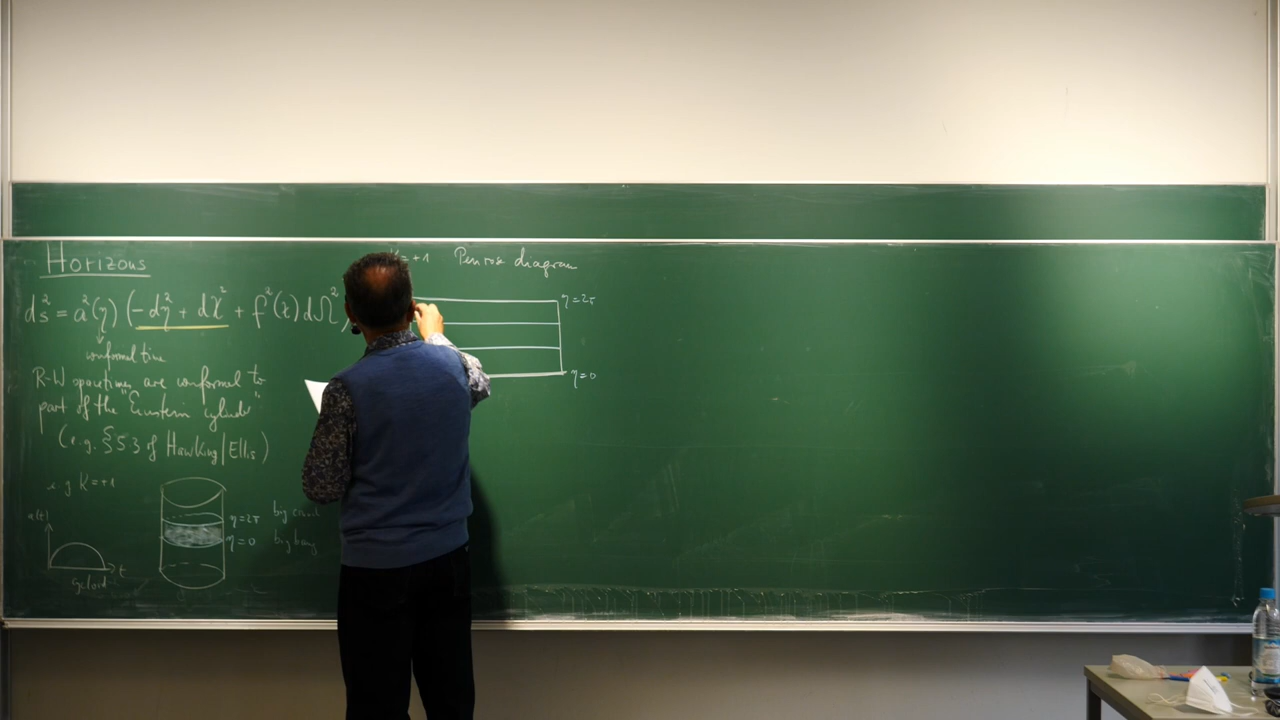 Horizons
ds² = a²(η) (-dη² + dχ² + f²(χ) dΩ²)
conformal time
R-W spacetimes are conformal to
part of the "Einstein cylinder"
(e.g. §5.3 of Hawking/Ellis)
e.g. K=+1
a(t)
t
cycloid
η=2π big crunch
η=0 big bang
K=+1 Penrose diagram
η=2π
η=0